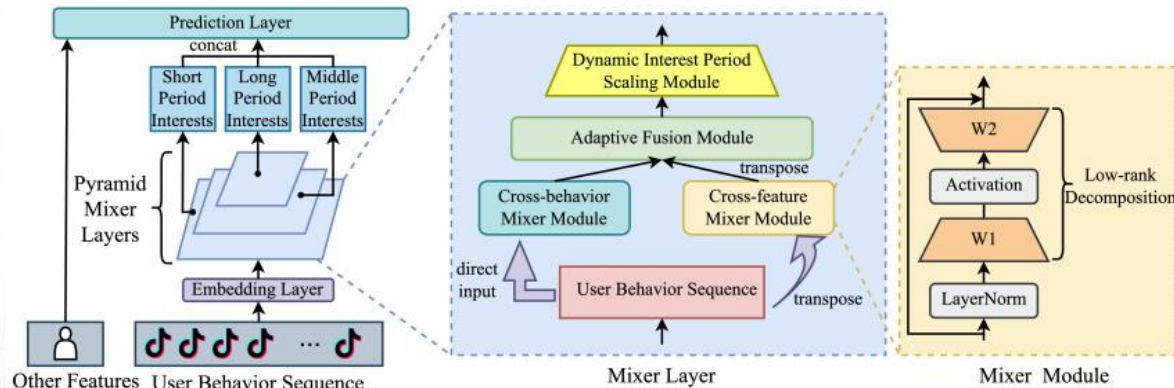 Prediction Layer
concat
Short
Period
Interests
Long
Period
Interests
Middle
Period
Interests
Pyramid
Mixer
Layers
Embedding Layer
...
Other Features
User Behavior Sequence
Dynamic Interest Period
Scaling Module
Adaptive Fusion Module
transpose
Cross-behavior
Mixer Module
Cross-feature
Mixer Module
direct
input
User Behavior Sequence
transpose
Mixer Layer
W2
Activation
Low-rank
Decomposition
W1
LayerNorm
Mixer Module